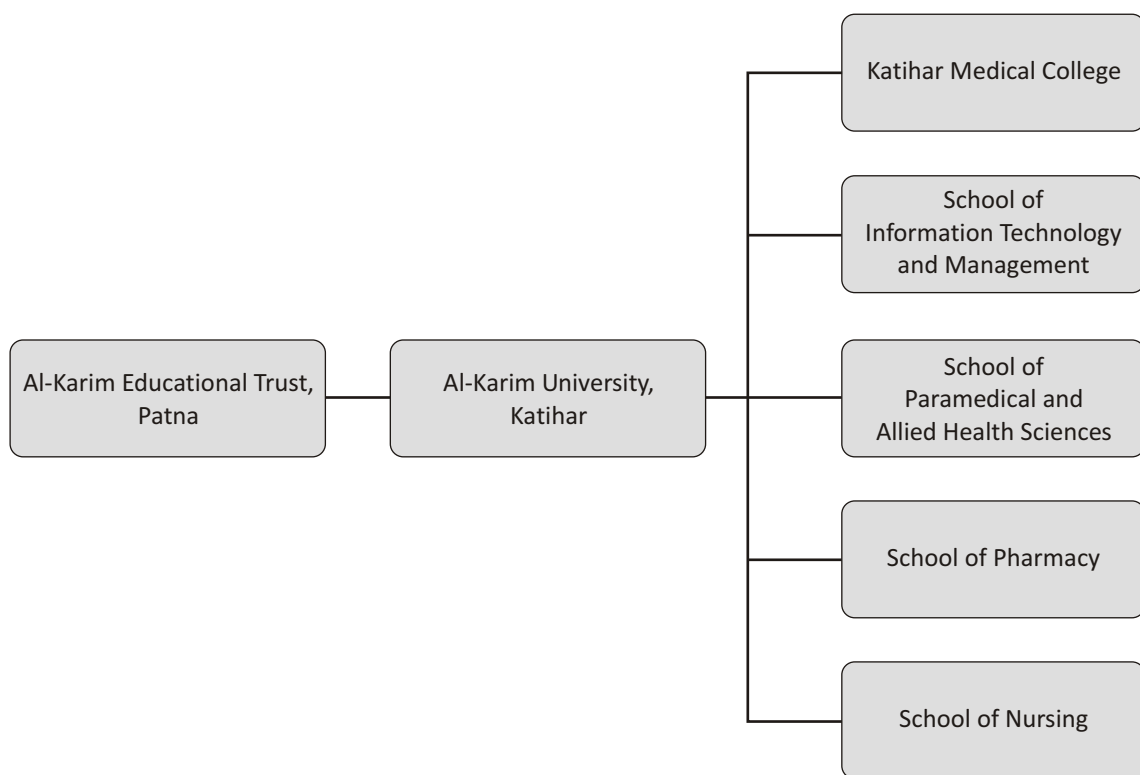 Katihar Medical College
School of
Information Technology
and Management
Al-Karim Educational Trust,
Patna
Al-Karim University,
Katihar
School of
Paramedical and
Allied Health Sciences
School of Pharmacy
School of Nursing